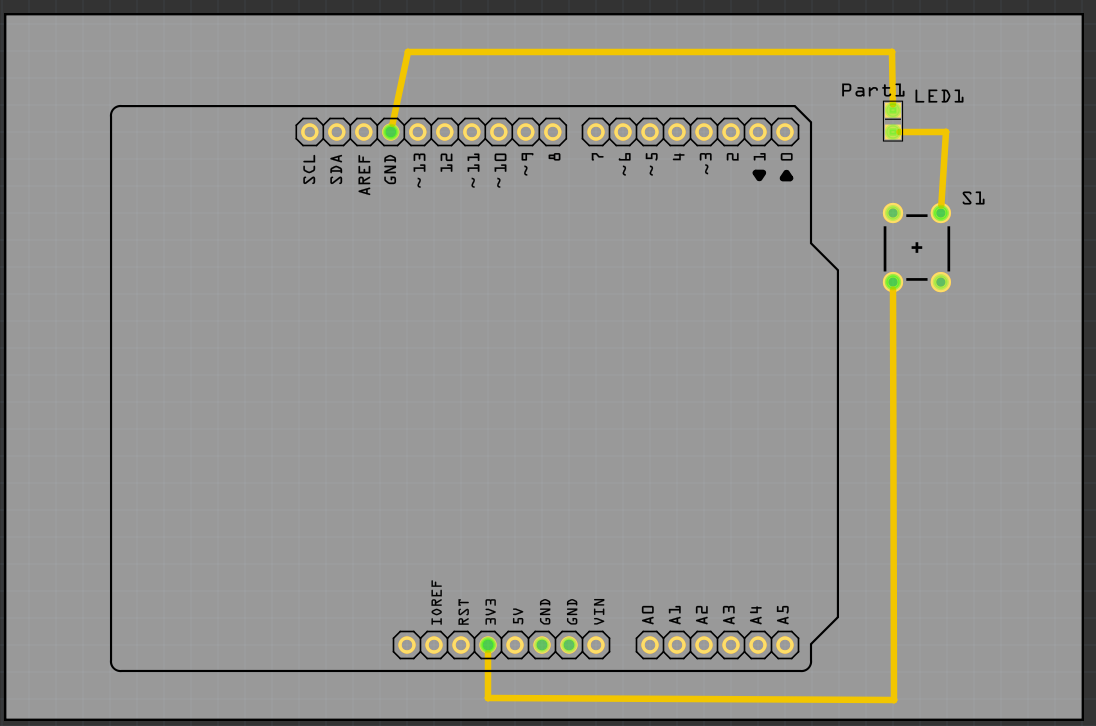 Part1
LED1
SCL
SDA
AREF
GND
~13
12
~11
~10
~9
8
7
~6
~5
4
~3
2
1
0
S1
+
IOREF
RST
3V3
5V
GND
GND
VIN
A0
A1
A2
A3
A4
A5